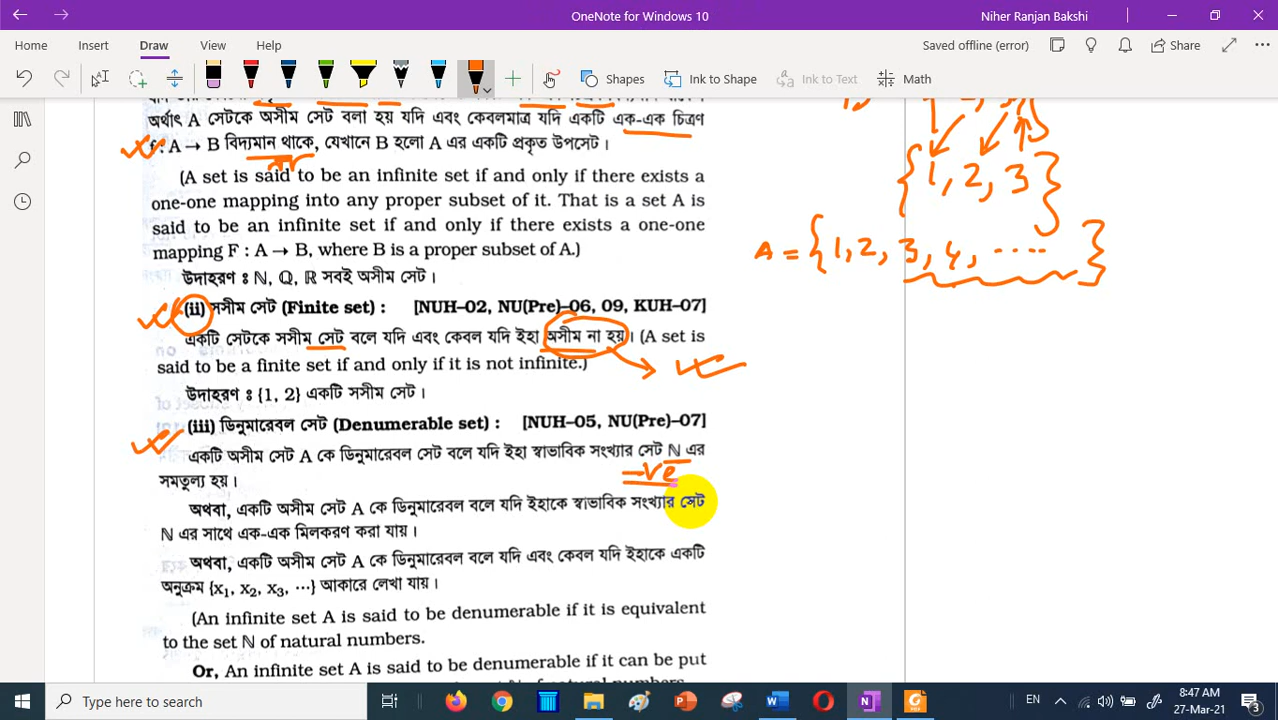 OneNote for Windows 10
Niher Ranjan Bakshi
Home Insert Draw View Help
Saved offline (error) Share
Shapes Ink to Shape Ink to Text Math
অর্থাৎ A সেটকে অসীম সেট বলা হয় যদি এবং কেবলমাত্র যদি একটি এক-এক চিত্রণ
f : A → B বিদ্যমান থাকে, যেখানে B হলো A এর একটি প্রকৃত উপসেট।
(A set is said to be an infinite set if and only if there exists a
one-one mapping into any proper subset of it. That is a set A is
said to be an infinite set if and only if there exists a one-one
mapping F : A → B, where B is a proper subset of A.)
উদাহরণ : ℕ, ℚ, ℝ সবই অসীম সেট।
(ii) সসীম সেট (Finite set) : [NUH–02, NU(Pre)–06, 09, KUH–07]
একটি সেটকে সসীম সেট বলে যদি এবং কেবল যদি ইহা অসীম না হয়। (A set is
said to be a finite set if and only if it is not infinite.)
উদাহরণ : {1, 2} একটি সসীম সেট।
(iii) ডিনুমারেবল সেট (Denumerable set) : [NUH–05, NU(Pre)–07]
একটি অসীম সেট A কে ডিনুমারেবল সেট বলে যদি ইহা স্বাভাবিক সংখ্যার সেট ℕ এর
-ve
সমতুল্য হয়।
অথবা, একটি অসীম সেট A কে ডিনুমারেবল বলে যদি ইহাকে স্বাভাবিক সংখ্যার সেট
ℕ এর সাথে এক-এক মিলকরণ করা যায়।
অথবা, একটি অসীম সেট A কে ডিনুমারেবল বলে যদি এবং কেবল যদি ইহাকে একটি
অনুক্রম {x₁, x₂, x₃, ⋯} আকারে লেখা যায়।
(An infinite set A is said to be denumerable if it is equivalent
to the set ℕ of natural numbers.
Or, An infinite set A is said to be denumerable if it can be put
{1, 2, 3}
A = {1, 2, 3, 4, ..... }
Type here to search
EN 8:47 AM
27-Mar-21
3